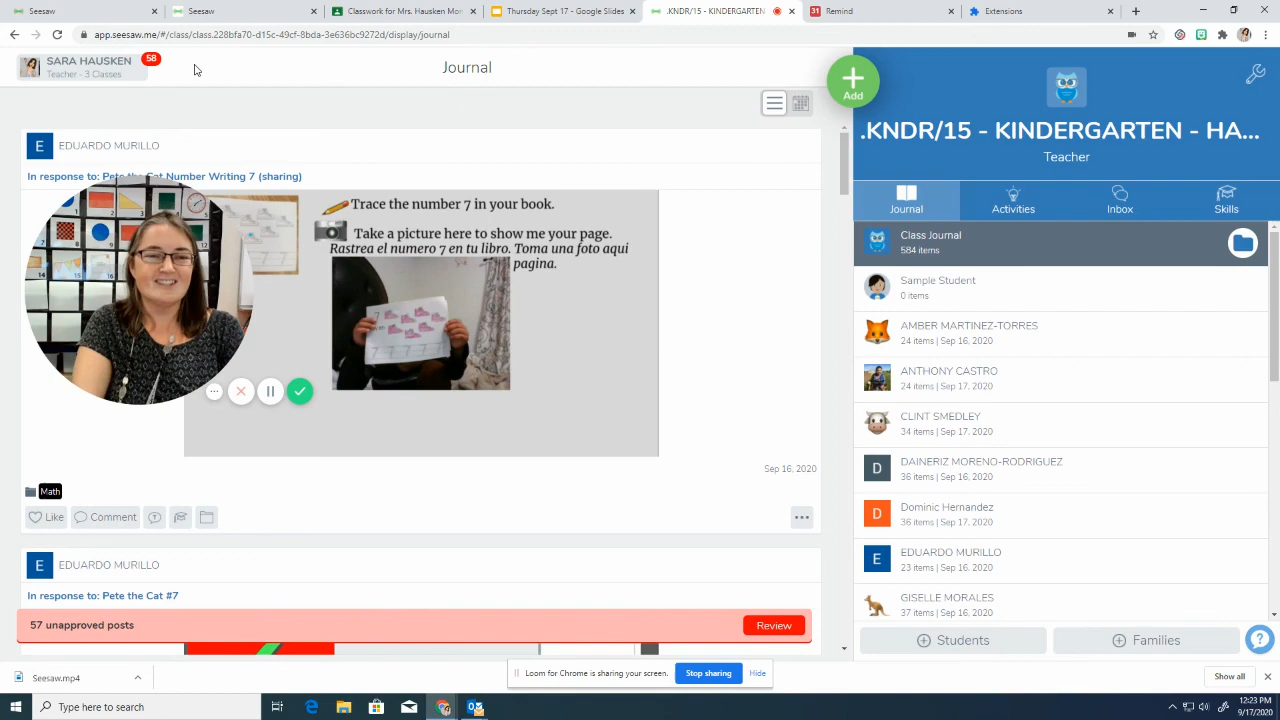 Seesaw
Seesaw
Classwork for Mrs. Hausken Mor
Thursday Sept 17 - Google Slides
.KNDR/15 - KINDERGARTEN - HA
Remind
Extensions
app.seesaw.me/#/class/class.228bfa70-d15c-49cf-8bda-3e636bc9272d/display/journal
SARA HAUSKEN
58
Teacher - 3 Classes
Journal
Add
EDUARDO MURILLO
E
In response to: Pete the Cat Number Writing 7 (sharing)
Trace the number 7 in your book.
Take a picture here to show me your page.
Rastrea el numero 7 en tu libro. Toma una foto aqui
pagina.
Sep 16, 2020
Math
Like
Comment
E
EDUARDO MURILLO
In response to: Pete the Cat #7
57 unapproved posts
Review
.KNDR/15 - KINDERGARTEN - HA...
Teacher
Journal
Activities
Inbox
Skills
Class Journal
584 items
Sample Student
0 items
AMBER MARTINEZ-TORRES
24 items | Sep 16, 2020
ANTHONY CASTRO
24 items | Sep 17, 2020
CLINT SMEDLEY
34 items | Sep 17, 2020
D
DAINERIZ MORENO-RODRIGUEZ
36 items | Sep 16, 2020
D
Dominic Hernandez
36 items | Sep 17, 2020
E
EDUARDO MURILLO
23 items | Sep 16, 2020
GISELLE MORALES
37 items | Sep 16, 2020
Students
Families
Loom for Chrome is sharing your screen.
Stop sharing
Hide
Seesaw.mp4
Show all
Type here to search
12:23 PM
9/17/2020